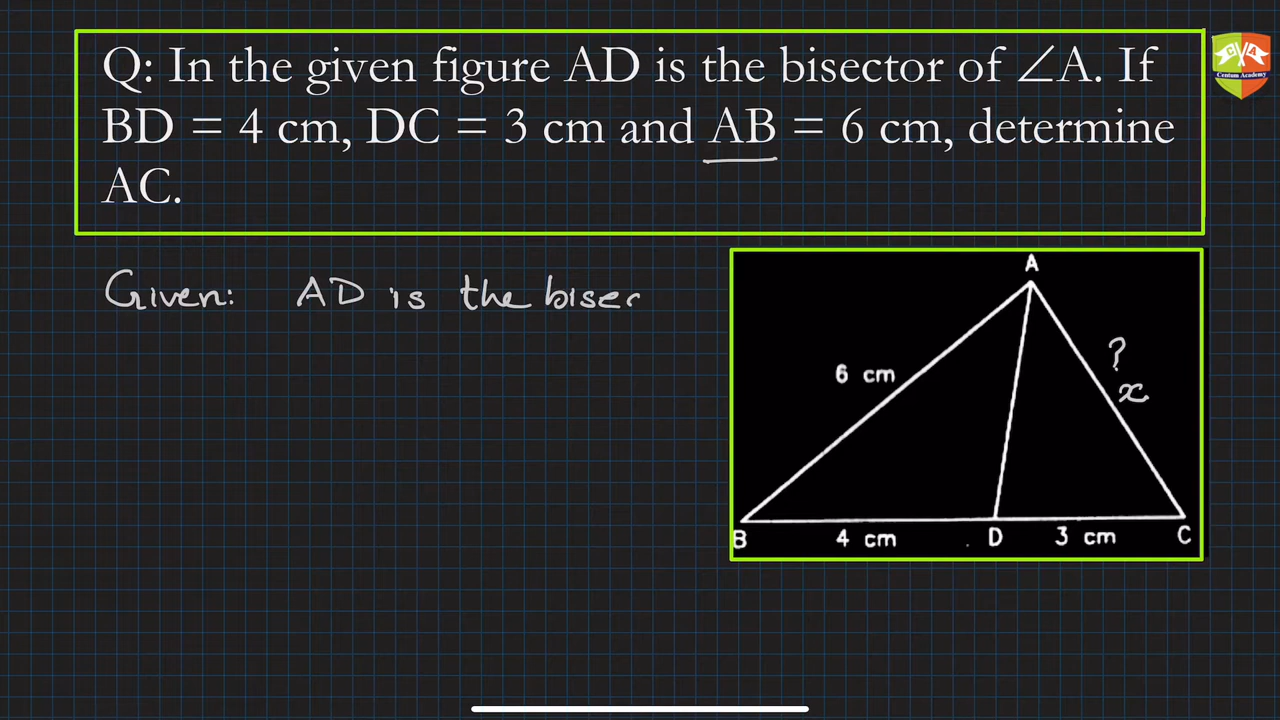 Q: In the given figure AD is the bisector of ∠A. If
BD = 4 cm, DC = 3 cm and AB = 6 cm, determine
AC.
C A
Centum Academy
Given: AD is the biser
A
6 cm
?
x
B
4 cm
D
3 cm
C